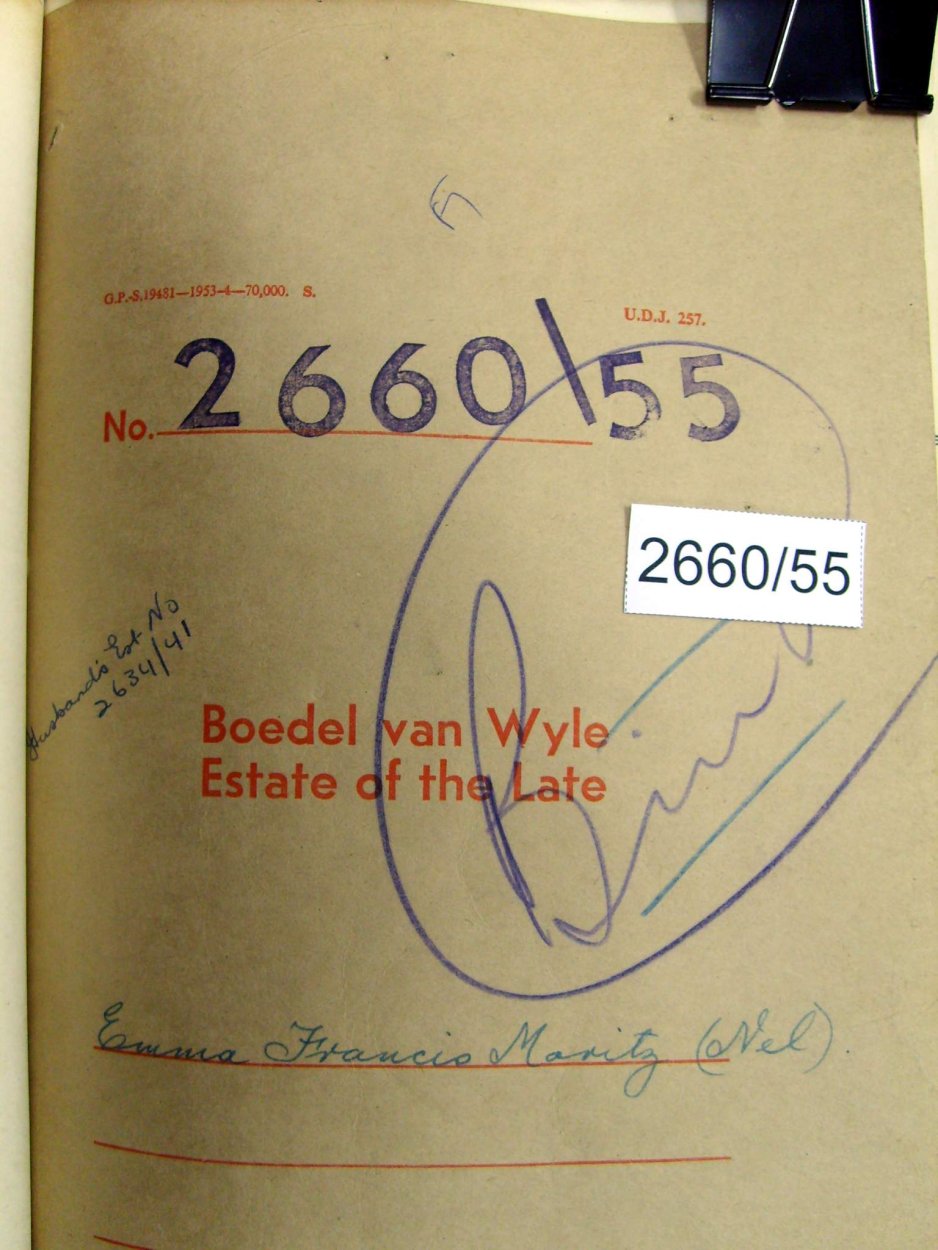 G.P.-S.19481—1953-4—70,000. S.
U.D.J. 257.
No. 2660/55
2660/55
Husband's Est No
2634/41
Boedel van Wyle
Estate of the Late
Emma Francis Moritz (Nel).